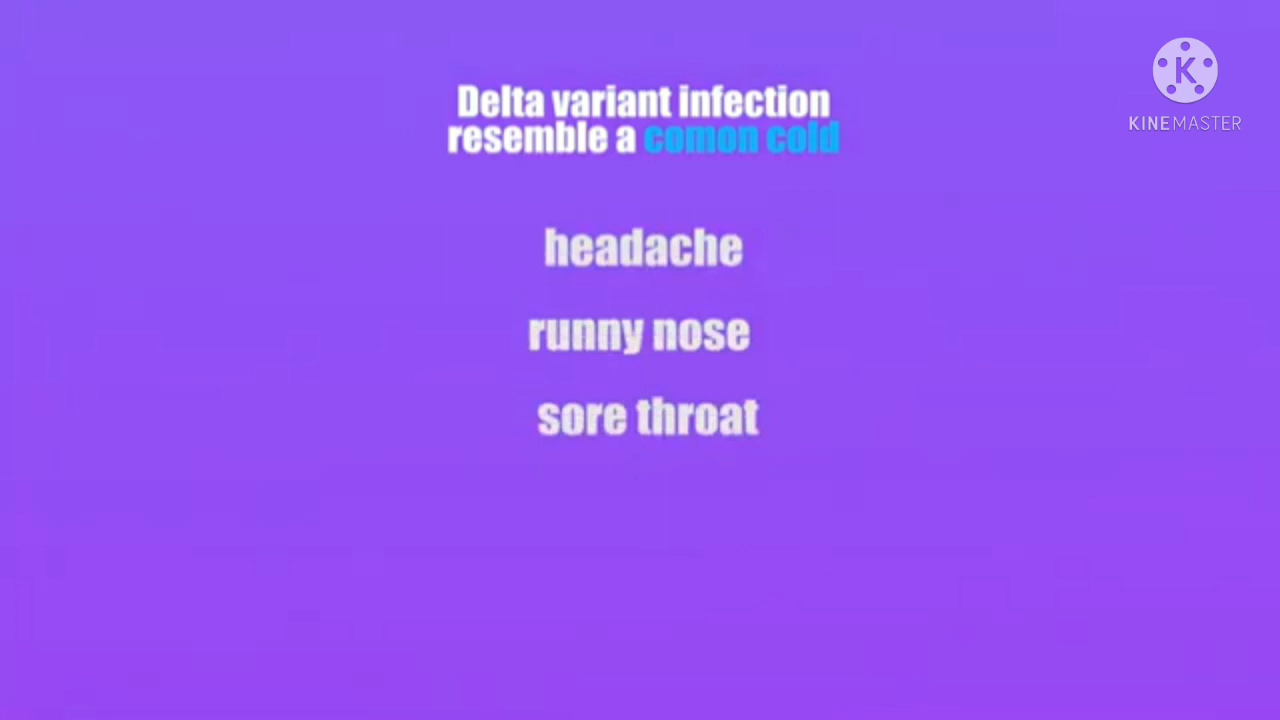 Delta variant infection
resemble a comon cold
headache
runny nose
sore throat
K
KINEMASTER